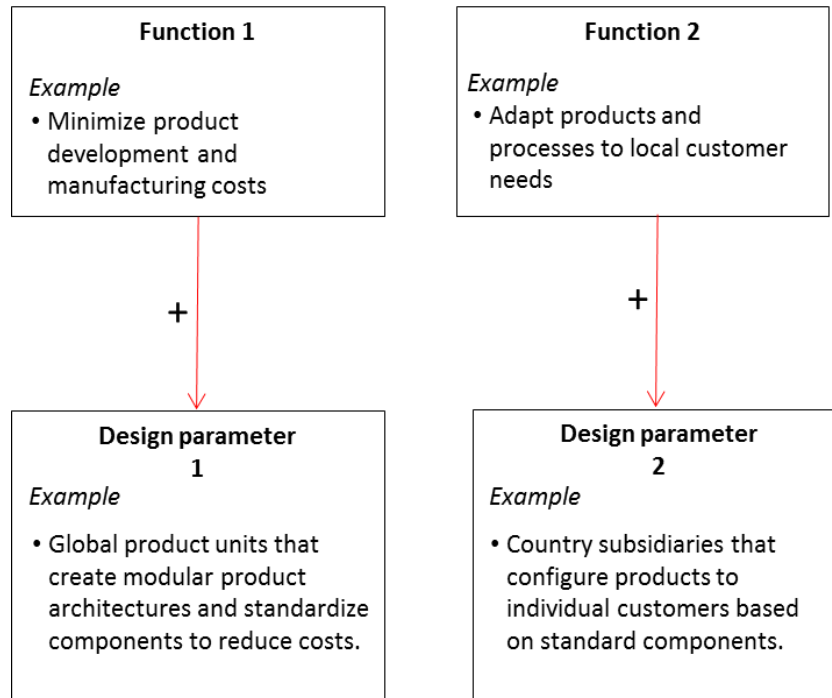 Function 1
Example
• Minimize product
development and
manufacturing costs
Function 2
Example
• Adapt products and
processes to local customer
needs
+
+
Design parameter
1
Example
• Global product units that
create modular product
architectures and standardize
components to reduce costs.
Design parameter
2
Example
• Country subsidiaries that
configure products to
individual customers based
on standard components.